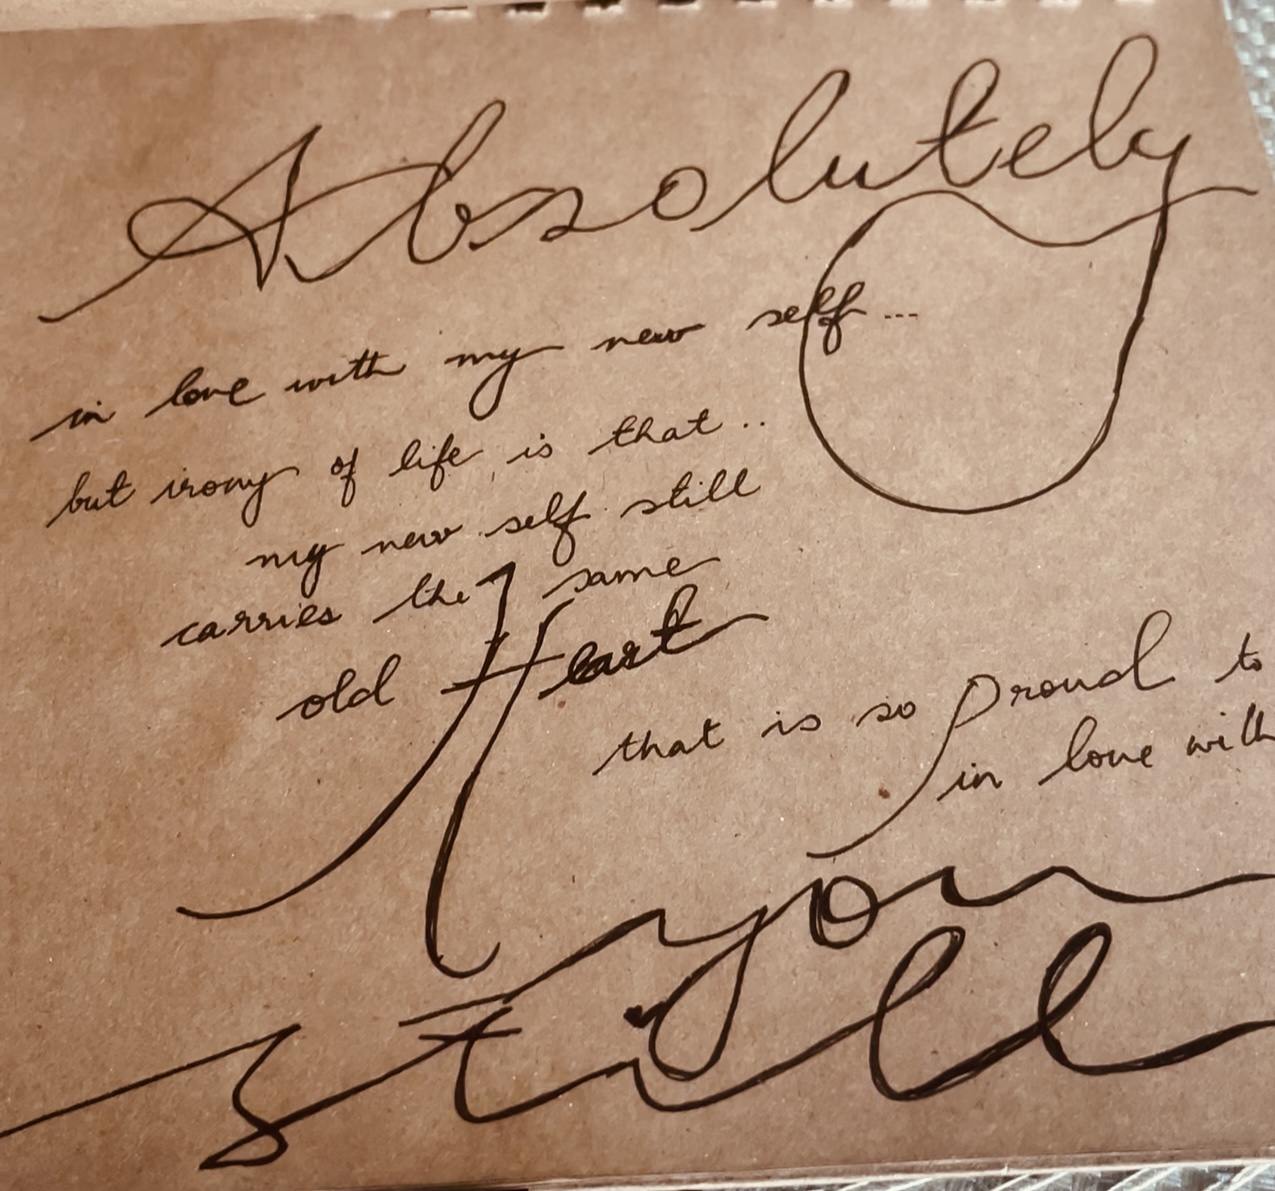 Absolutely
in love with my new self...
but irony of life is that..
my new self still
carries the same
old Heart
that is so proud to
in love with
you
still